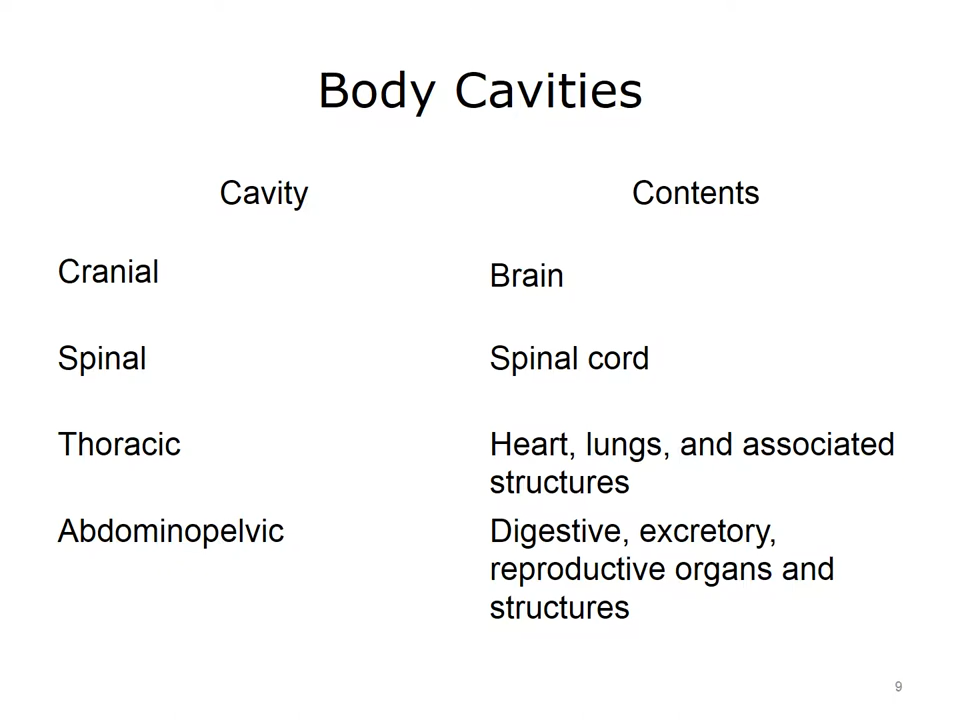 Body Cavities
Cavity Contents
Cranial Brain
Spinal Spinal cord
Thoracic Heart, lungs, and associated
structures
Abdominopelvic Digestive, excretory,
reproductive organs and
structures
9